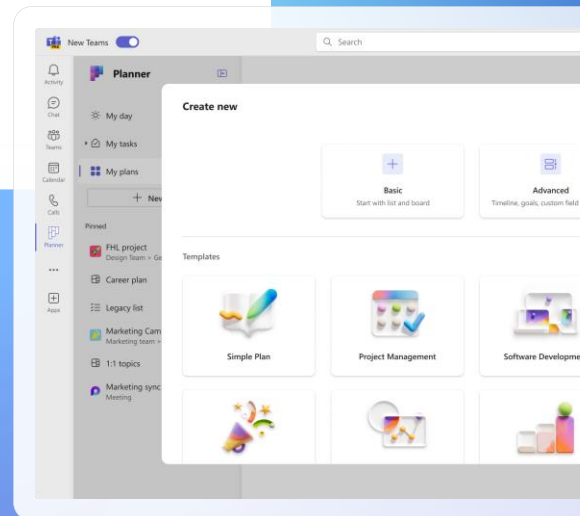 New Teams
Search
Activity
Chat
Teams
Calendar
Calls
Planner
Apps
Planner
My day
My tasks
My plans
New
Pinned
FHL project
Design Team >
Career plan
Legacy list
Marketing Cam
Marketing team >
1:1 topics
Marketing sync
Meeting
Create new
Basic
Start with list and board
Advanced
Timeline, goals, custom field
Templates
Simple Plan
Project Management
Software Developme